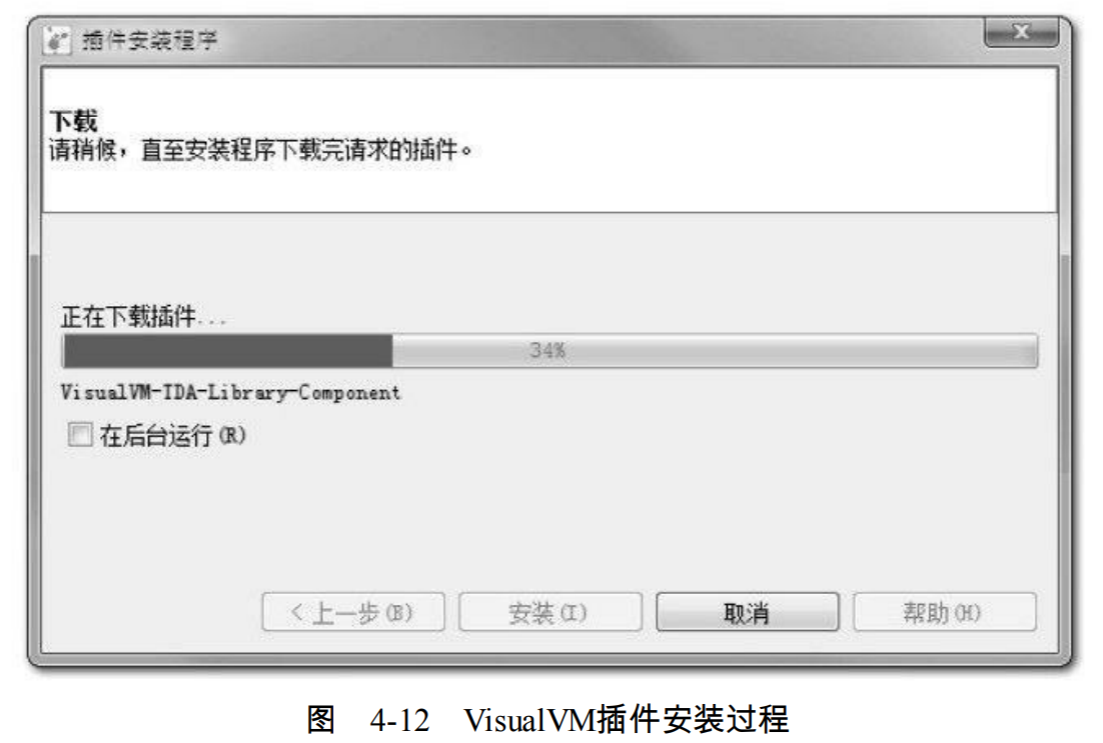 插件安装程序
下载
请稍候，直至安装程序下载完请求的插件。
正在下载插件...
34%
VisualVM-TDA-Library-Component
在后台运行(R)
< 上一步(B) 安装(I) 取消 帮助(H)
图 4-12 VisualVM插件安装过程